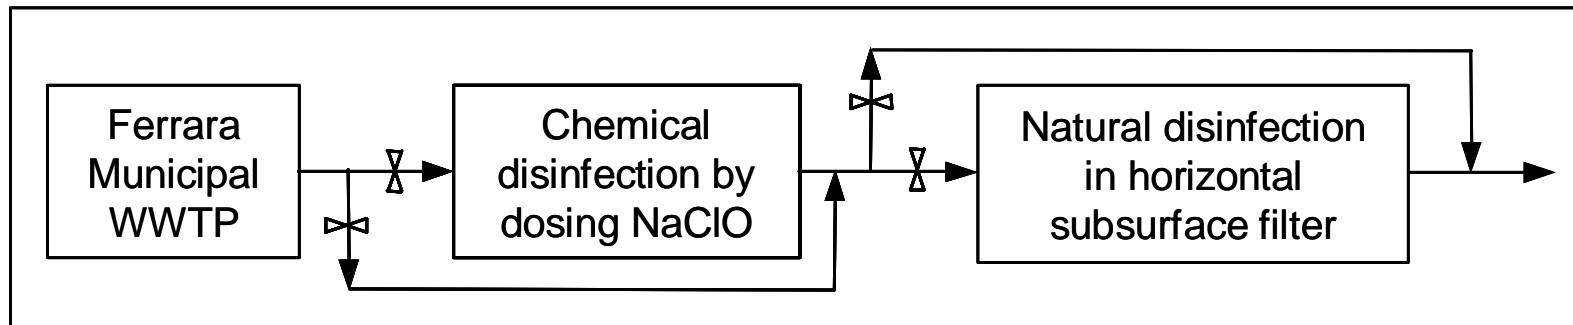 Ferrara
Municipal
WWTP
Chemical
disinfection by
dosing NaClO
Natural disinfection
in horizontal
subsurface filter